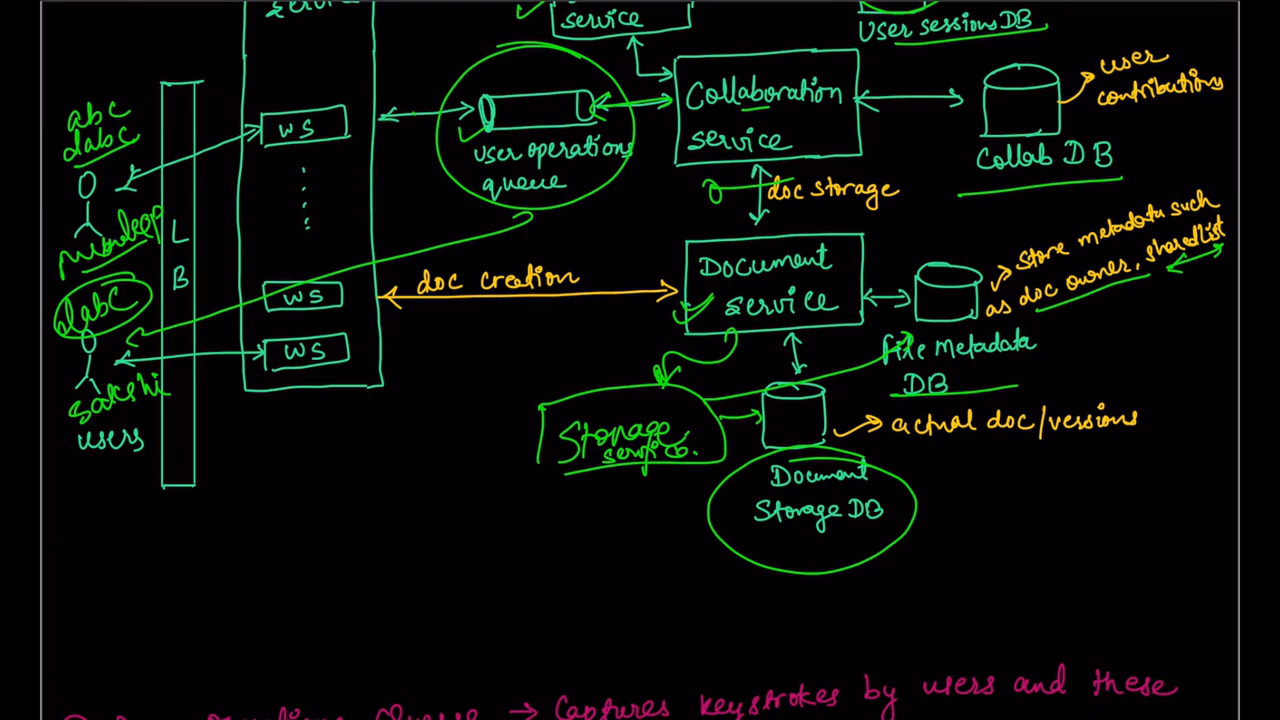 service
User sessions DB
abc
dabc
WS
user operations
queue
Collaboration
service
user
contributions
Collab DB
doc storage
L
B
dabc
WS
doc creation
Document
service
store metadata such
as doc owner, sharedlist
WS
sakshi
users
File Metadata
DB
Storage
service.
actual doc/versions
Document
Storage DB
Queue → Captures keystrokes by users and these